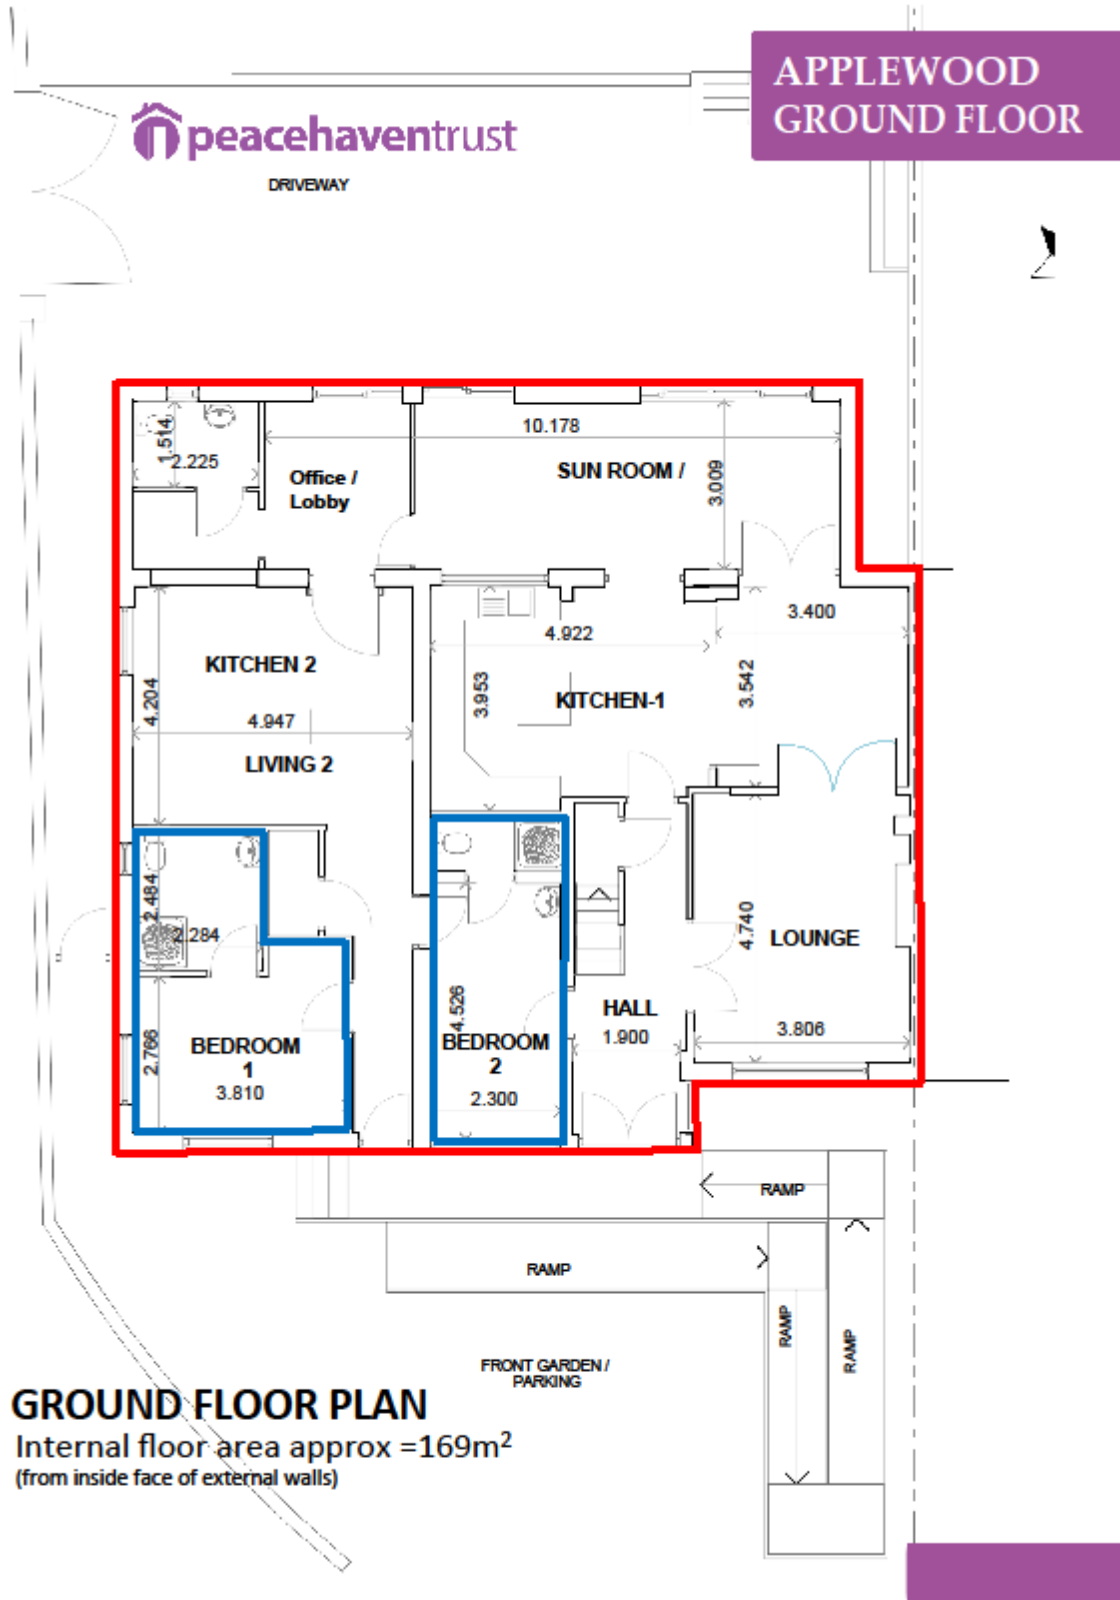 APPLEWOOD
GROUND FLOOR
peacehaventrust
DRIVEWAY
10.178
1.514
2.225
Office /
Lobby
SUN ROOM /
3.009
3.400
4.922
KITCHEN 2
4.204
4.947
3.953
KITCHEN-1
3.542
LIVING 2
2.484
2.284
4.740
LOUNGE
4.526
HALL
1.900
3.806
2.766
BEDROOM
1
3.810
BEDROOM
2
2.300
RAMP
RAMP
RAMP
RAMP
FRONT GARDEN /
PARKING
GROUND FLOOR PLAN
Internal floor area approx =169m²
(from inside face of external walls)